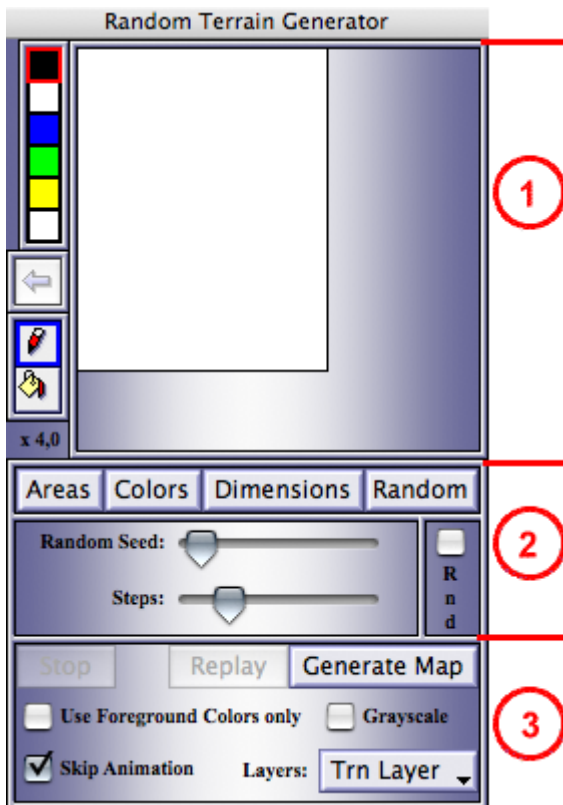 Random Terrain Generator
1
x 4,0
Areas Colors Dimensions Random
2
Random Seed:
Steps:
R
n
d
Stop Replay Generate Map
3
Use Foreground Colors only Grayscale
Skip Animation Layers: Trn Layer